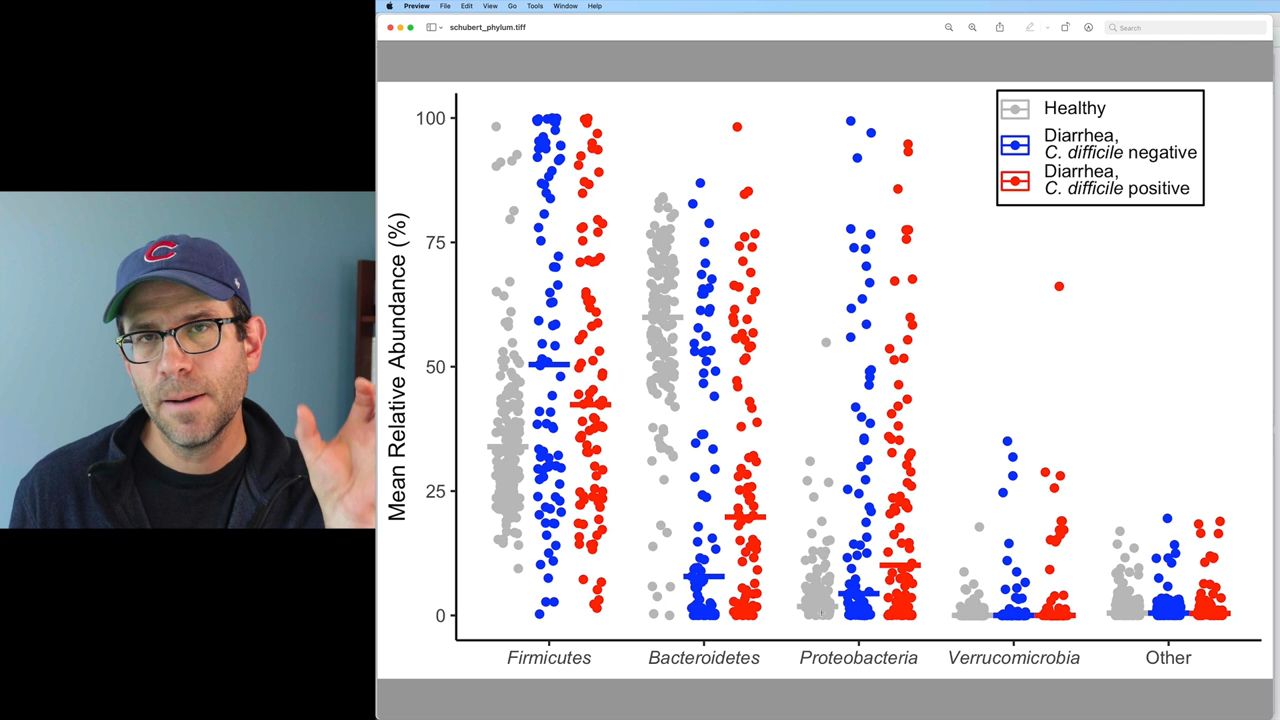 Preview File Edit View Go Tools Window Help
schubert_phylum.tiff
Search
C
Mean Relative Abundance (%)
100
75
50
25
0
Healthy
Diarrhea,
C. difficile negative
Diarrhea,
C. difficile positive
Firmicutes Bacteroidetes Proteobacteria Verrucomicrobia Other